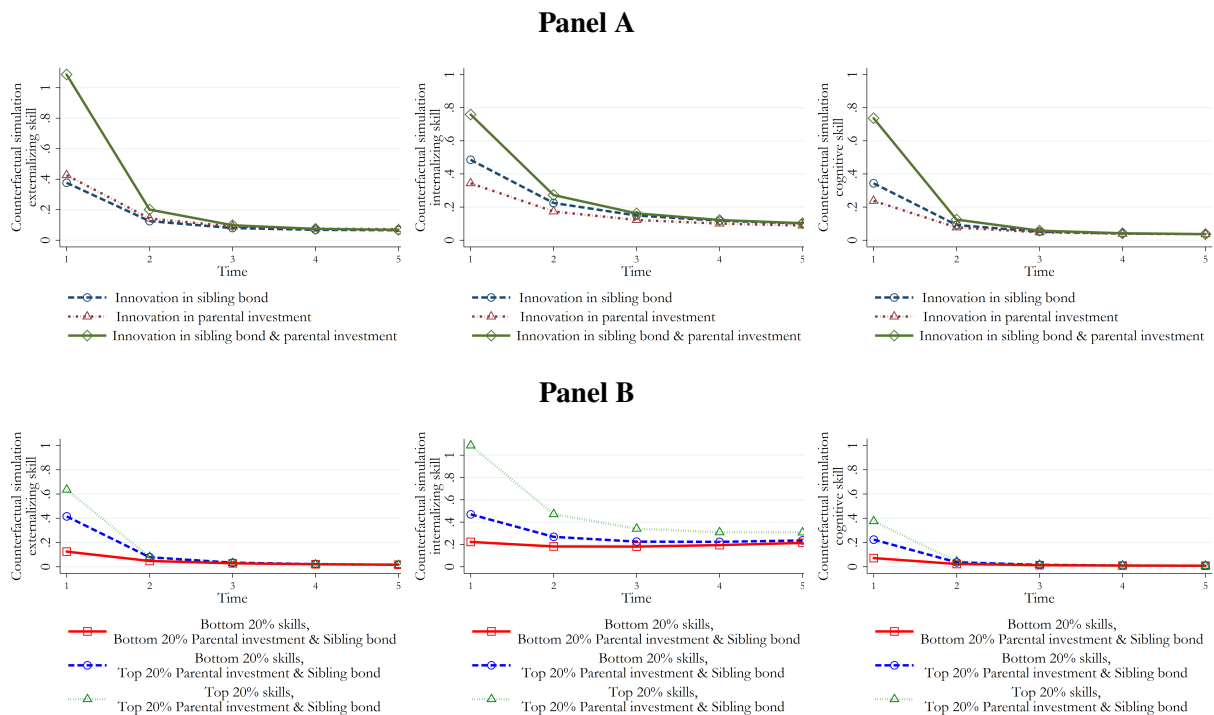 Panel A
Counterfactual simulation
externalizing skill
0 .2 .4 .6 .8 1
1 2 3 4 5
Time
Innovation in sibling bond
Innovation in parental investment
Innovation in sibling bond & parental investment
Counterfactual simulation
internalizing skill
0 .2 .4 .6 .8 1
1 2 3 4 5
Time
Innovation in sibling bond
Innovation in parental investment
Innovation in sibling bond & parental investment
Counterfactual simulation
cognitive skill
0 .2 .4 .6 .8 1
1 2 3 4 5
Time
Innovation in sibling bond
Innovation in parental investment
Innovation in sibling bond & parental investment
Panel B
Counterfactual simulation
externalizing skill
0 .2 .4 .6 .8 1
1 2 3 4 5
Time
Bottom 20% skills,
Bottom 20% Parental investment & Sibling bond
Bottom 20% skills,
Top 20% Parental investment & Sibling bond
Top 20% skills,
Top 20% Parental investment & Sibling bond
Counterfactual simulation
internalizing skill
0 .2 .4 .6 .8 1
1 2 3 4 5
Time
Bottom 20% skills,
Bottom 20% Parental investment & Sibling bond
Bottom 20% skills,
Top 20% Parental investment & Sibling bond
Top 20% skills,
Top 20% Parental investment & Sibling bond
Counterfactual simulation
cognitive skill
0 .2 .4 .6 .8 1
1 2 3 4 5
Time
Bottom 20% skills,
Bottom 20% Parental investment & Sibling bond
Bottom 20% skills,
Top 20% Parental investment & Sibling bond
Top 20% skills,
Top 20% Parental investment & Sibling bond